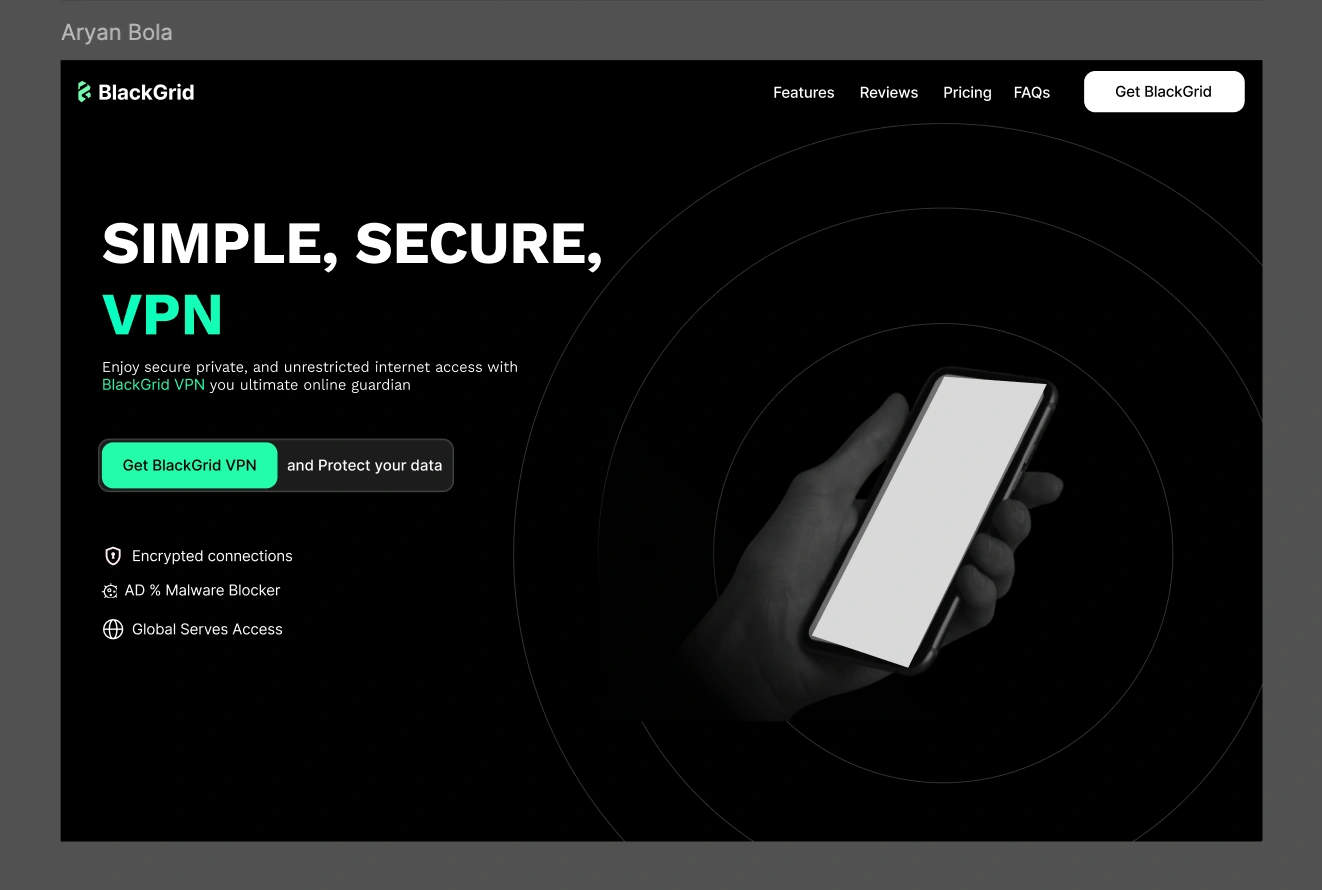 Aryan Bola
BlackGrid
Features Reviews Pricing FAQs Get BlackGrid
SIMPLE, SECURE,
VPN
Enjoy secure private, and unrestricted internet access with
BlackGrid VPN you ultimate online guardian
Get BlackGrid VPN and Protect your data
Encrypted connections
AD % Malware Blocker
Global Serves Access